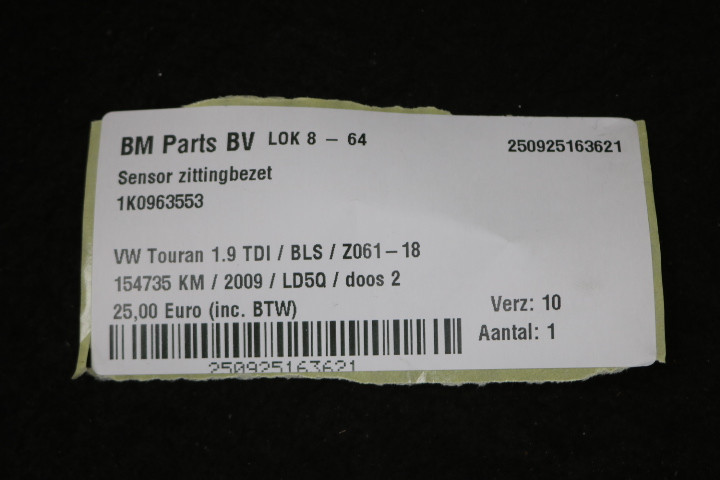 BM Parts BV LOK 8 - 64 250925163621
Sensor zittingbezet
1K0963553
VW Touran 1.9 TDI / BLS / Z061-18
154735 KM / 2009 / LD5Q / doos 2
25,00 Euro (inc. BTW) Verz: 10
Aantal: 1
250925163621